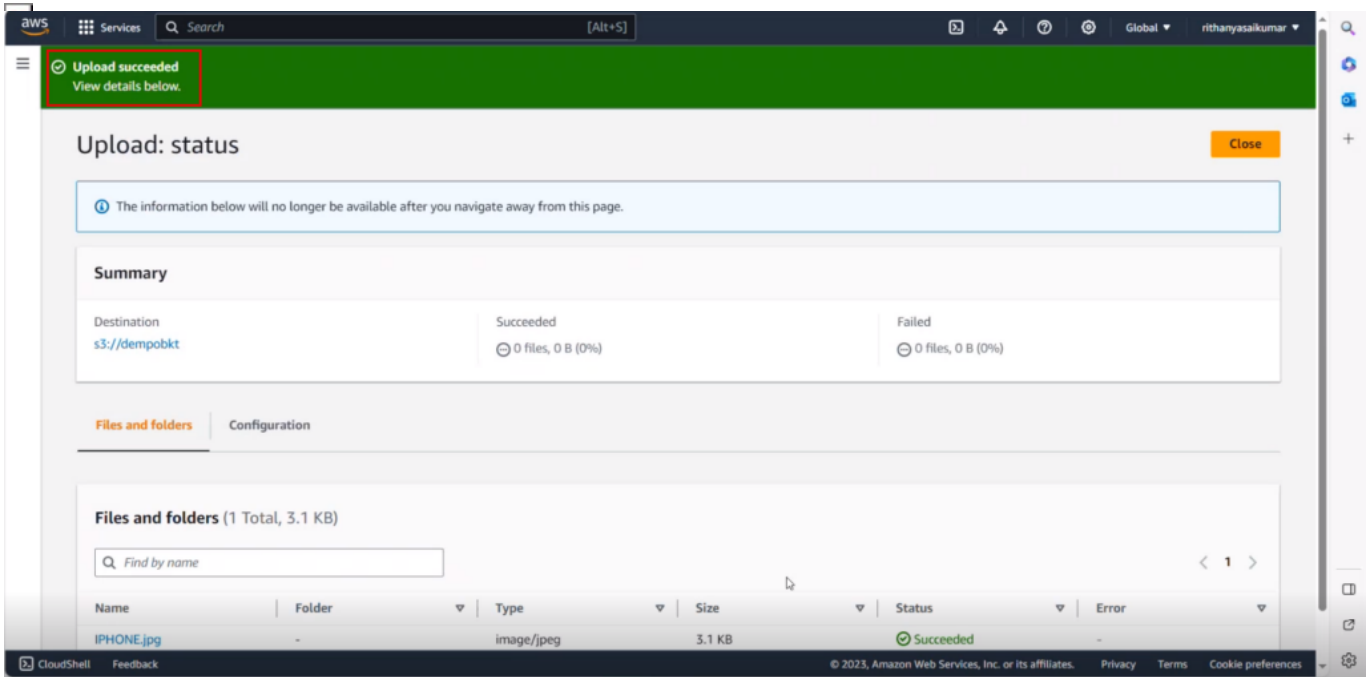 aws Services Search [Alt+S] Global rithanyasaikumar
Upload succeeded
View details below.
Upload: status
Close
The information below will no longer be available after you navigate away from this page.
Summary
Destination Succeeded Failed
s3://dempobkt 0 files, 0 B (0%) 0 files, 0 B (0%)
Files and folders Configuration
Files and folders (1 Total, 3.1 KB)
Find by name
1
Name Folder Type Size Status Error
IPHONE.jpg - image/jpeg 3.1 KB Succeeded -
CloudShell Feedback © 2023, Amazon Web Services, Inc. or its affiliates. Privacy Terms Cookie preferences